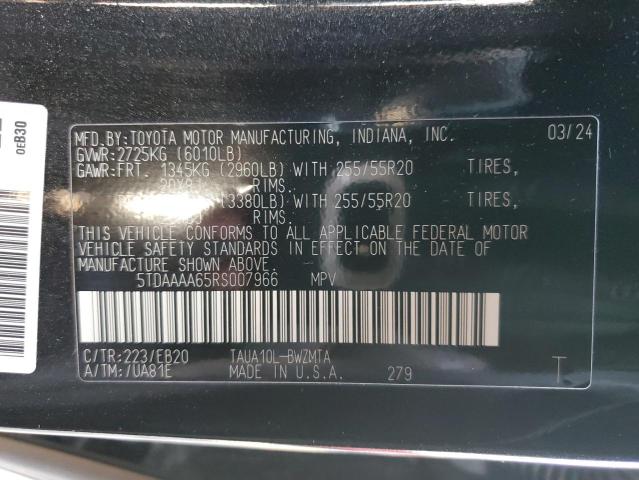 0EB30
MFD.BY:TOYOTA MOTOR MANUFACTURING, INDIANA, INC. 03/24
GVWR:2725KG (6010LB)
GAWR:FRT. 1345KG (2960LB) WITH 255/55R20 TIRES,
20X8J RIMS.
(3380LB) WITH 255/55R20 TIRES,
RIMS.
THIS VEHICLE CONFORMS TO ALL APPLICABLE FEDERAL MOTOR
VEHICLE SAFETY STANDARDS IN EFFECT ON THE DATE OF
MANUFACTURE SHOWN ABOVE.
5TDAAAA65RS007966 MPV
C/TR:223/EB20 TAUA10L-BWZMTA
A/TM:/UA81E MADE IN U.S.A. 279 T